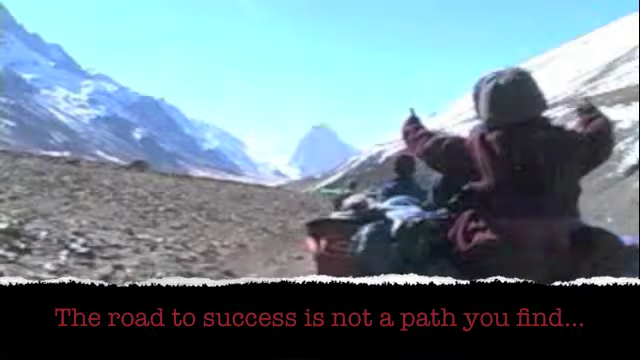 The road to success is not a path you find...